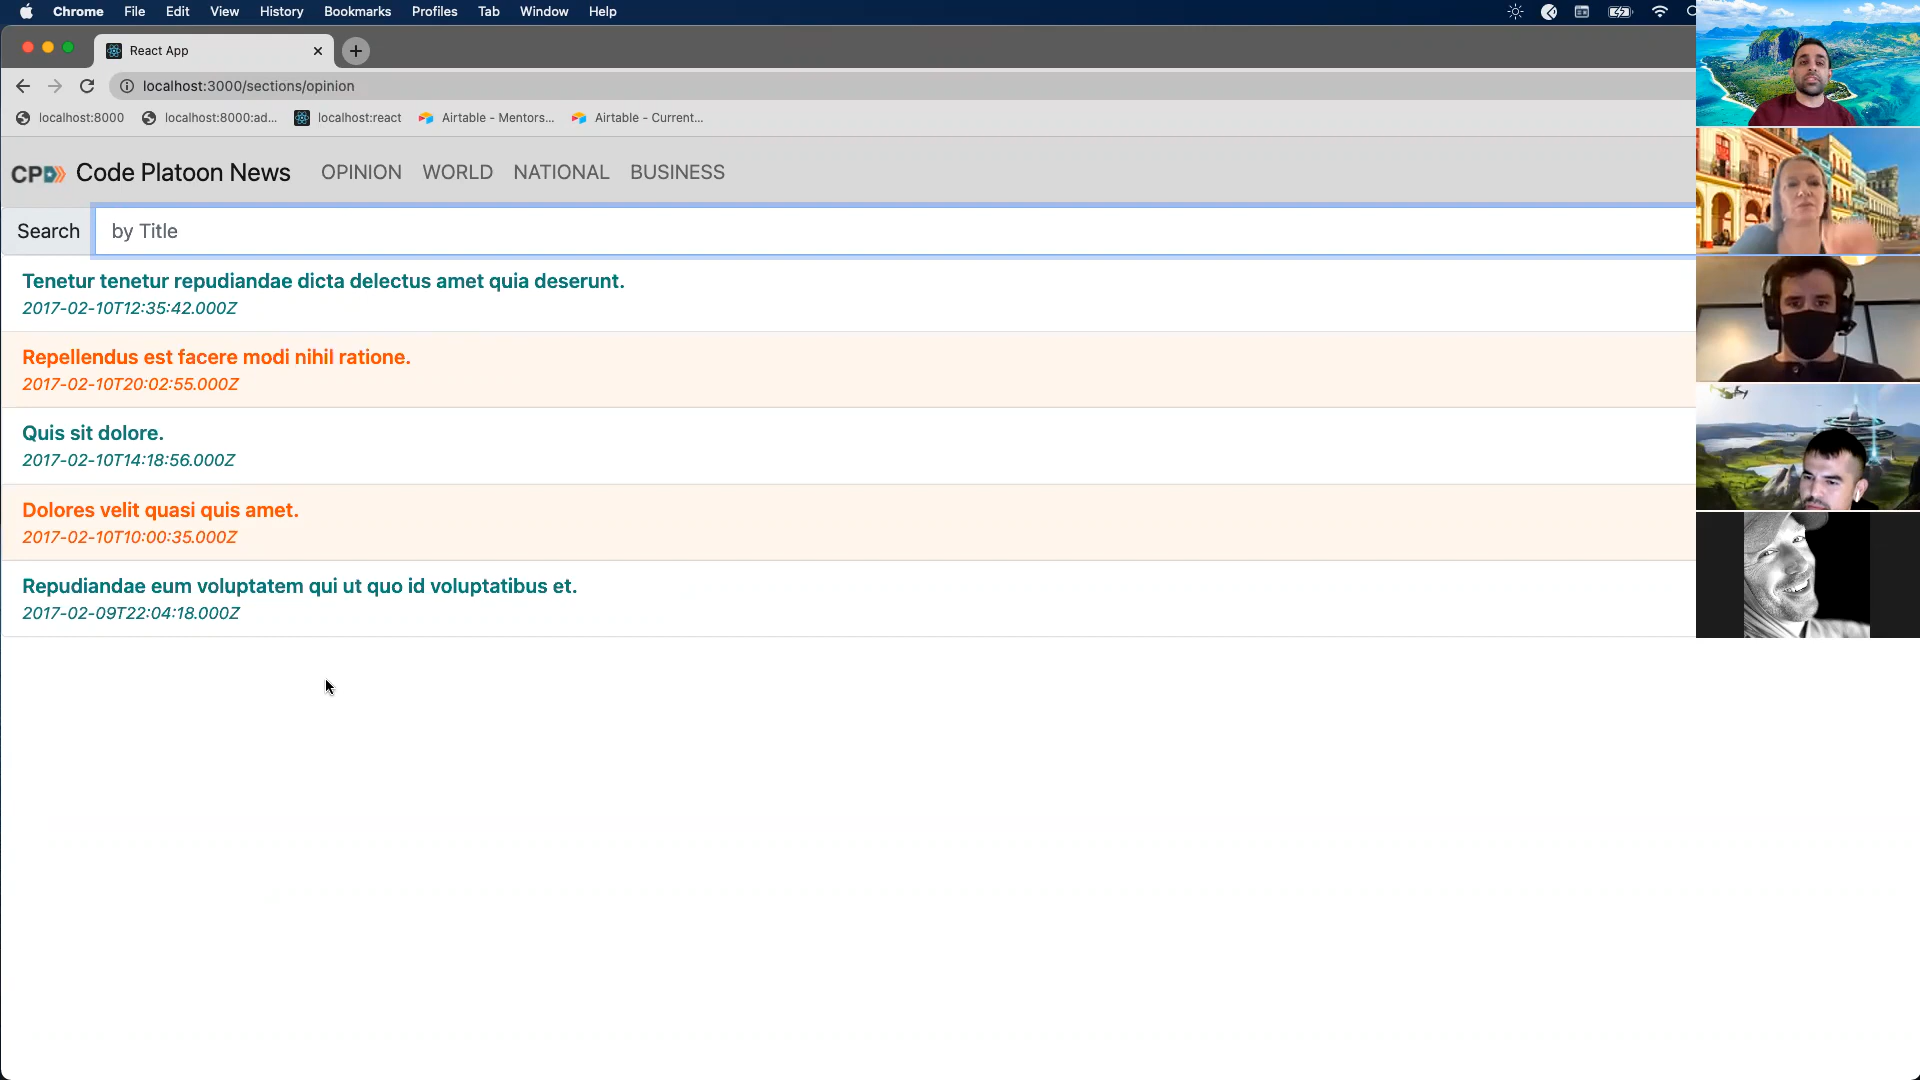 Chrome File Edit View History Bookmarks Profiles Tab Window Help
React App
localhost:3000/sections/opinion
localhost:8000 localhost:8000:ad... localhost:react Airtable - Mentors... Airtable - Current...
CPD Code Platoon News OPINION WORLD NATIONAL BUSINESS
Search by Title
Tenetur tenetur repudiandae dicta delectus amet quia deserunt.
2017-02-10T12:35:42.000Z
Repellendus est facere modi nihil ratione.
2017-02-10T20:02:55.000Z
Quis sit dolore.
2017-02-10T14:18:56.000Z
Dolores velit quasi quis amet.
2017-02-10T10:00:35.000Z
Repudiandae eum voluptatem qui ut quo id voluptatibus et.
2017-02-09T22:04:18.000Z